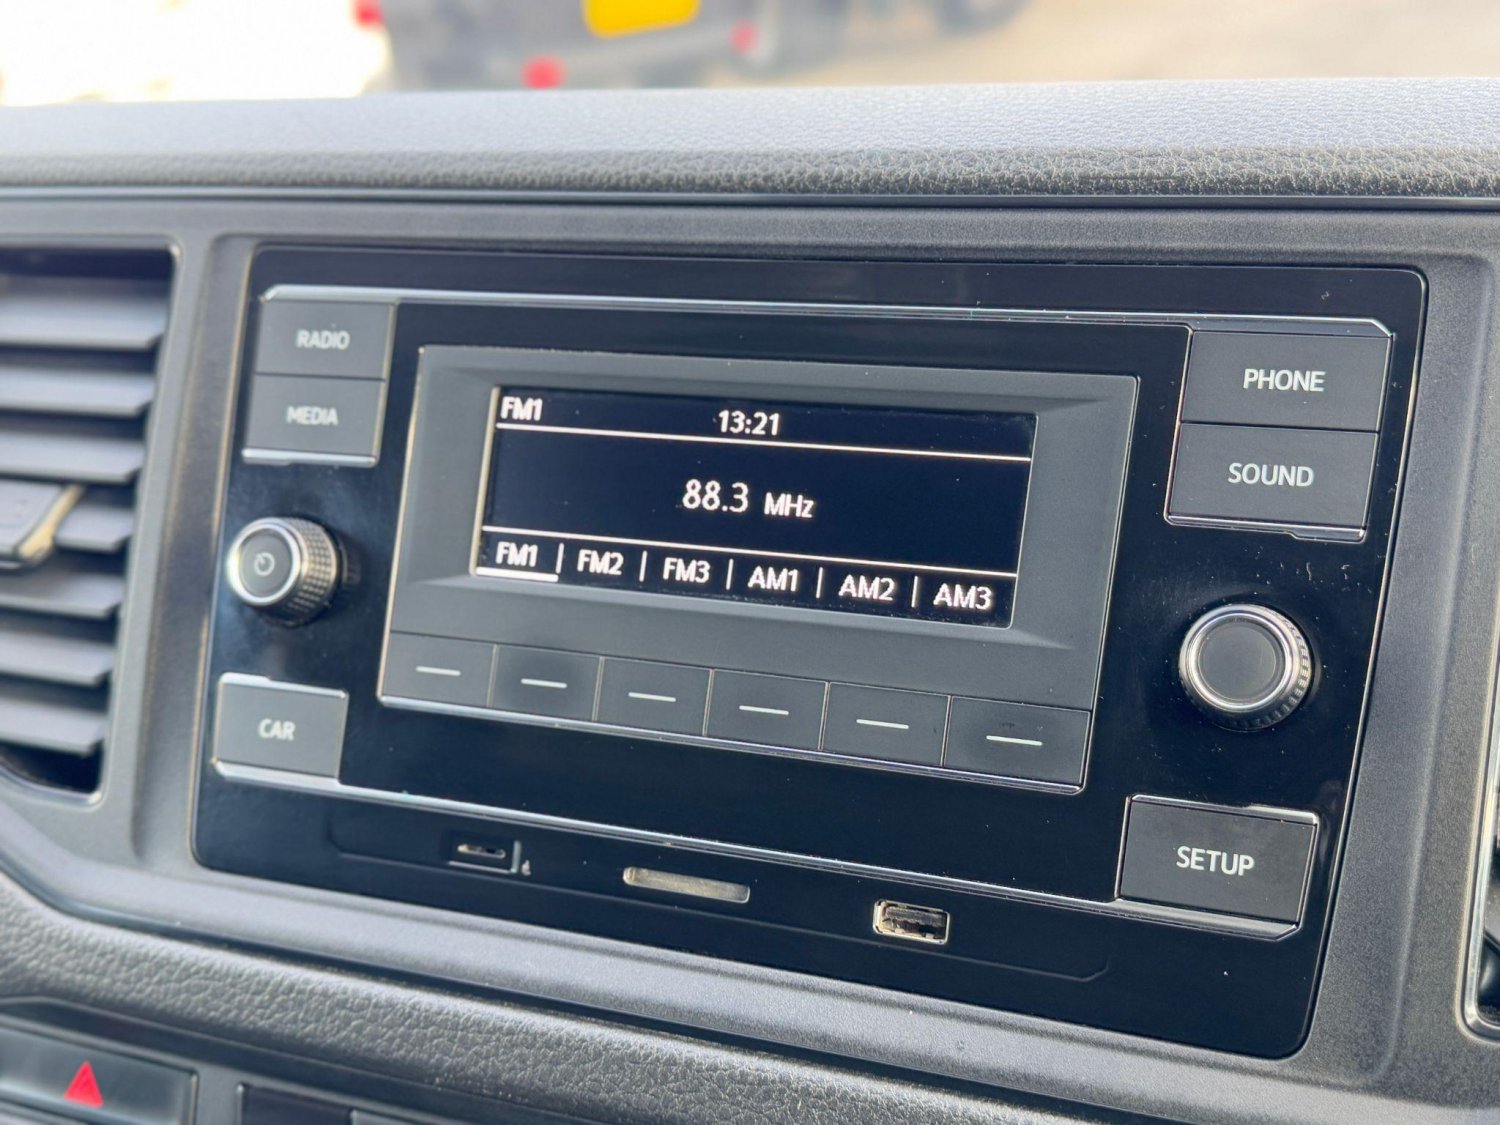 RADIO
MEDIA
FM1 13:21
88.3 MHz
FM1 | FM2 | FM3 | AM1 | AM2 | AM3
PHONE
SOUND
CAR
SETUP